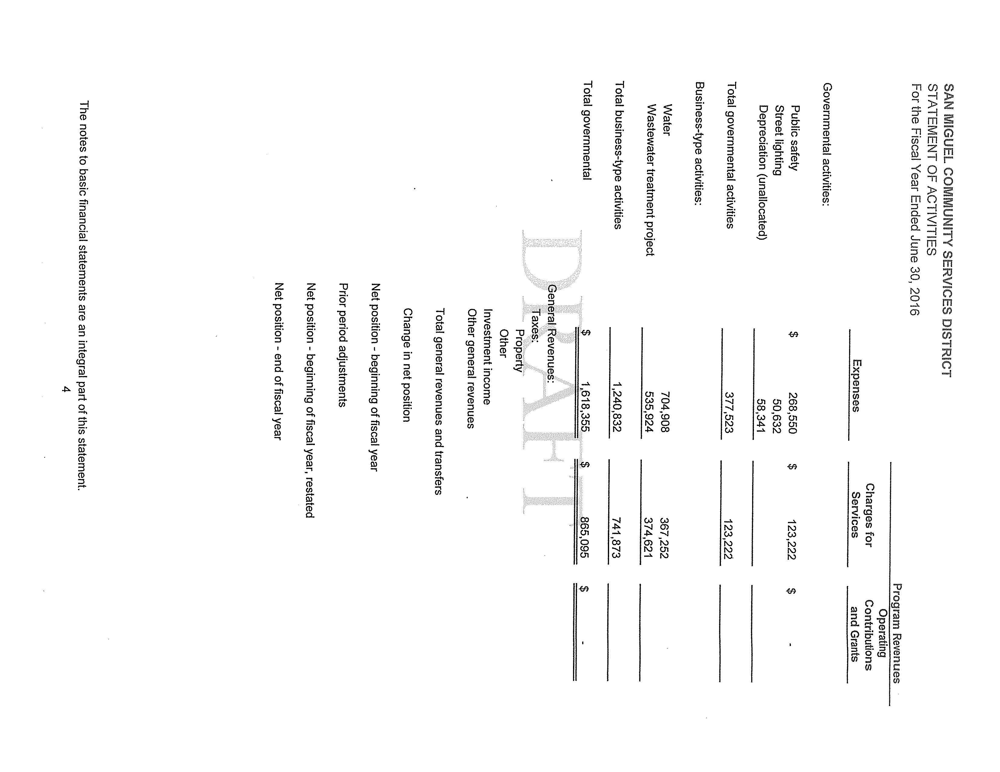 SAN MIGUEL COMMUNITY SERVICES DISTRICT
STATEMENT OF ACTIVITIES
For the Fiscal Year Ended June 30, 2016
Program Revenues
Operating
Charges for Contributions
Expenses Services and Grants
Governmental activities:
Public safety $ 268,550 $ 123,222 $ -
Street lighting 50,632
Depreciation (unallocated) 58,341
Total governmental activities 377,523 123,222
Business-type activities:
Water 704,908 367,252
Wastewater treatment project 535,924 374,621
Total business-type activities 1,240,832 741,873
Total governmental $ 1,618,355 $ 865,095 $ -
DRAFT
General Revenues:
Taxes:
Property
Other
Investment income
Other general revenues
Total general revenues and transfers
Change in net position
Net position - beginning of fiscal year
Prior period adjustments
Net position - beginning of fiscal year, restated
Net position - end of fiscal year
The notes to basic financial statements are an integral part of this statement.
4